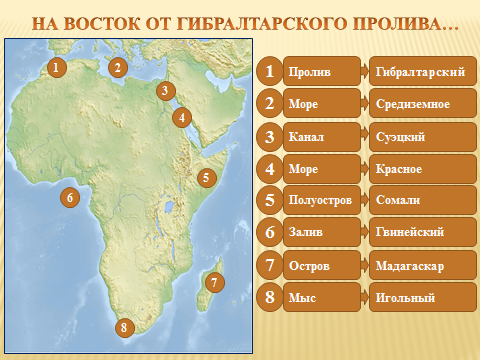 НА ВОСТОК ОТ ГИБРАЛТАРСКОГО ПРОЛИВА…
1 Пролив Гибралтарский
2 Море Средиземное
3 Канал Суэцкий
4 Море Красное
5 Полуостров Сомали
6 Залив Гвинейский
7 Остров Мадагаскар
8 Мыс Игольный
1
2
3
4
5
6
7
8